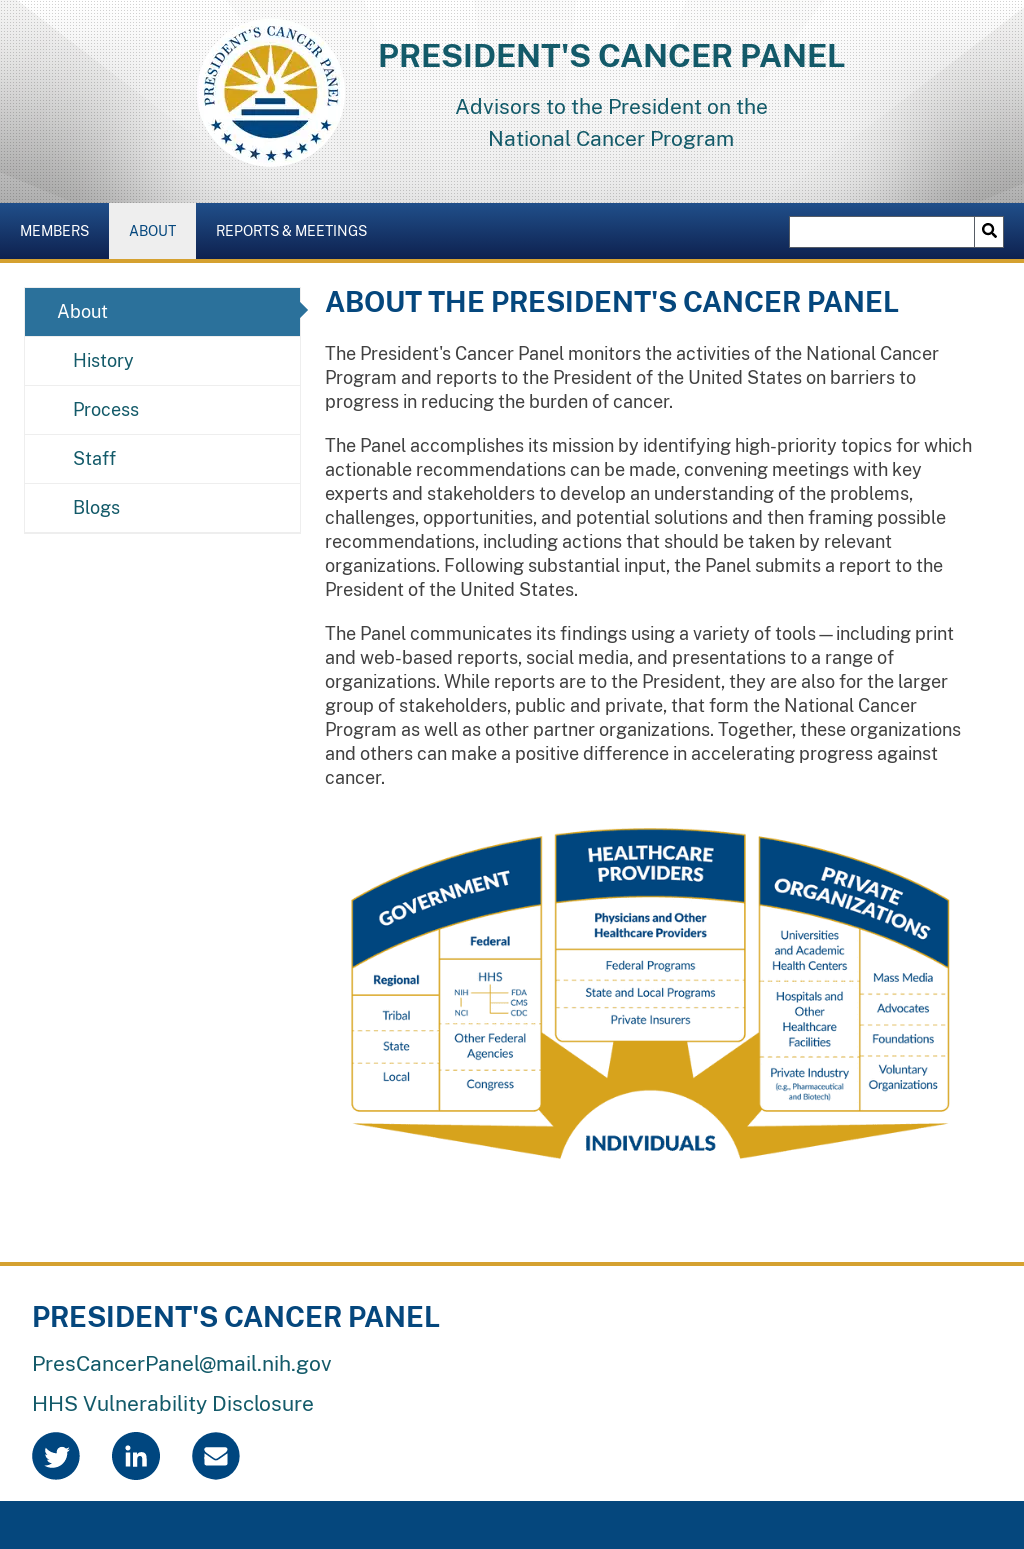 PRESIDENT'S CANCER PANEL
PRESIDENT'S CANCER PANEL
Advisors to the President on the
National Cancer Program
MEMBERS
ABOUT
REPORTS & MEETINGS
About
History
Process
Staff
Blogs
ABOUT THE PRESIDENT'S CANCER PANEL
The President's Cancer Panel monitors the activities of the National Cancer
Program and reports to the President of the United States on barriers to
progress in reducing the burden of cancer.
The Panel accomplishes its mission by identifying high-priority topics for which
actionable recommendations can be made, convening meetings with key
experts and stakeholders to develop an understanding of the problems,
challenges, opportunities, and potential solutions and then framing possible
recommendations, including actions that should be taken by relevant
organizations. Following substantial input, the Panel submits a report to the
President of the United States.
The Panel communicates its findings using a variety of tools—including print
and web-based reports, social media, and presentations to a range of
organizations. While reports are to the President, they are also for the larger
group of stakeholders, public and private, that form the National Cancer
Program as well as other partner organizations. Together, these organizations
and others can make a positive difference in accelerating progress against
cancer.
GOVERNMENT
Regional
Tribal
State
Local
Federal
HHS
NIH
NCI
FDA
CMS
CDC
Other Federal
Agencies
Congress
HEALTHCARE
PROVIDERS
Physicians and Other
Healthcare Providers
Federal Programs
State and Local Programs
Private Insurers
PRIVATE
ORGANIZATIONS
Universities
and Academic
Health Centers
Hospitals and
Other
Healthcare
Facilities
Private Industry
(e.g., Pharmaceutical
and Biotech)
Mass Media
Advocates
Foundations
Voluntary
Organizations
INDIVIDUALS
PRESIDENT'S CANCER PANEL
PresCancerPanel@mail.nih.gov
HHS Vulnerability Disclosure
in